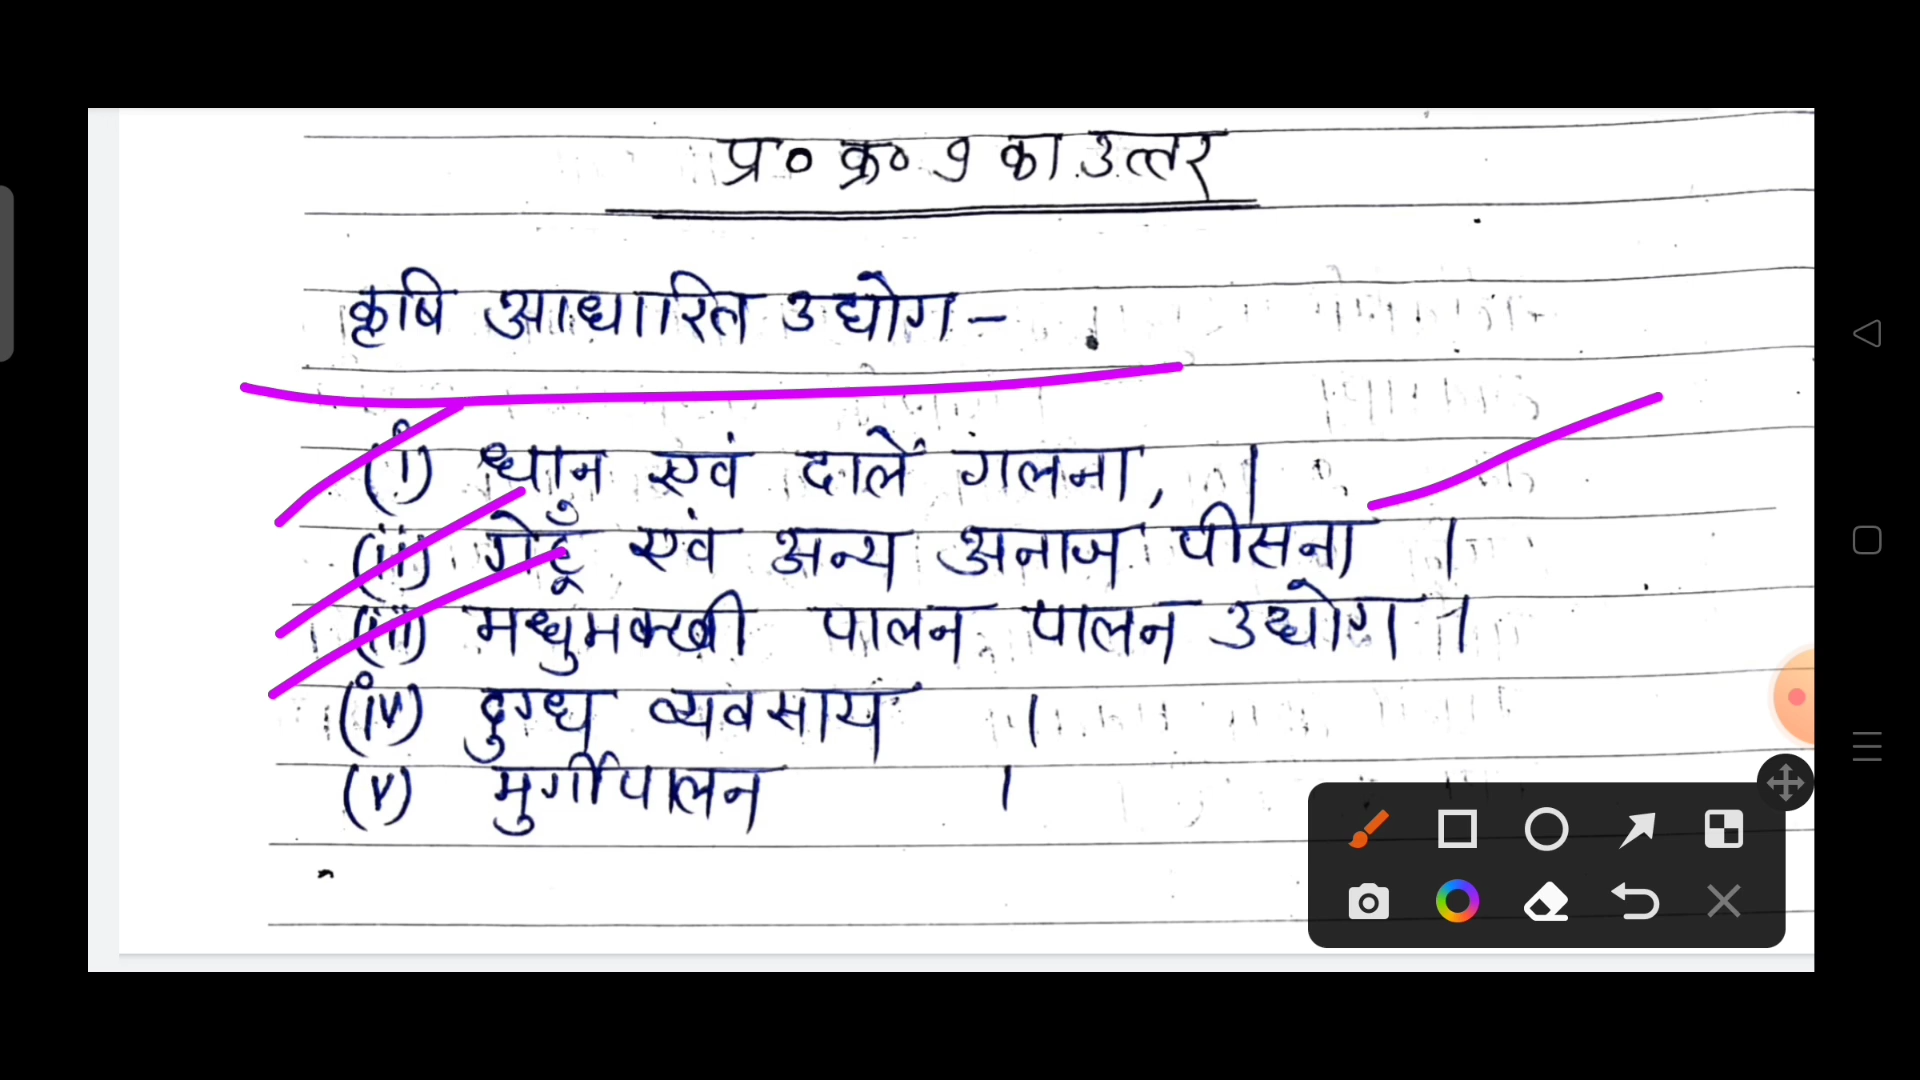 प्र० क्र० 9 का उत्तर
कृषि आधारित उद्योग –
(i) धान एवं दालें गलना, ।
(ii) गेहूँ एवं अन्य अनाज पीसना ।
(iii) मधुमक्खी पालन पालन उद्योग ।
(iv) दुग्ध व्यवसाय ।
(v) मुर्गीपालन ।